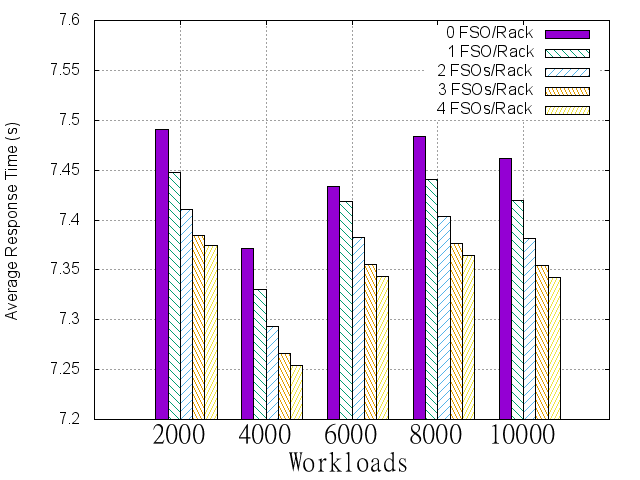 7.6
7.55
7.5
7.45
7.4
7.35
7.3
7.25
7.2
Average Response Time (s)
0 FSO/Rack
1 FSO/Rack
2 FSOs/Rack
3 FSOs/Rack
4 FSOs/Rack
2000 4000 6000 8000 10000
Workloads